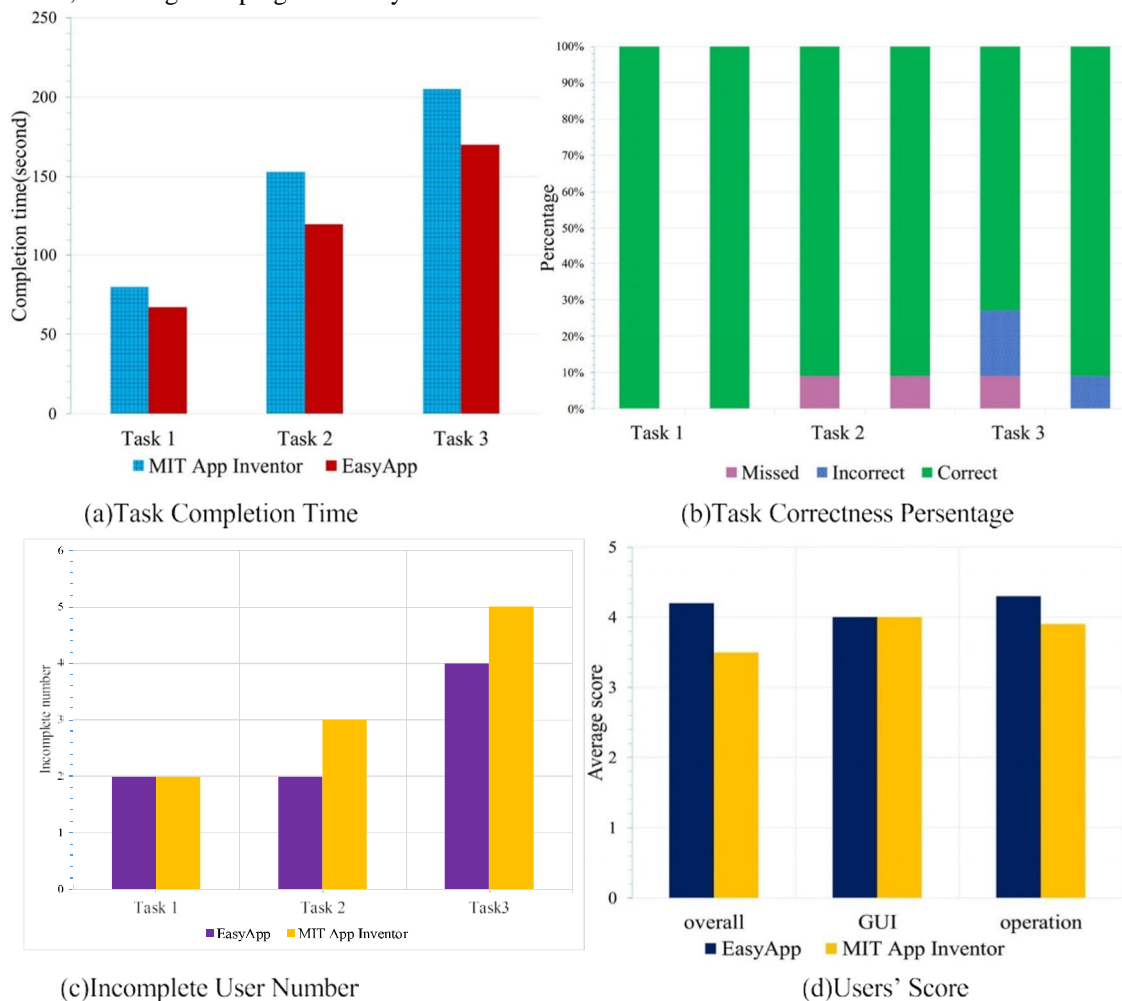 250
200
150
100
50
0
Completion time(second)
Task 1
Task 2
Task 3
MIT App Inventor
EasyApp
(a)Task Completion Time
100%
90%
80%
70%
60%
50%
40%
30%
20%
10%
0%
Percentage
Task 1
Task 2
Task 3
Missed
Incorrect
Correct
(b)Task Correctness Persentage
6
5
4
3
2
1
0
Incomplete number
Task 1
Task 2
Task3
EasyApp
MIT App Inventor
(c)Incomplete User Number
5
4
3
2
1
0
Average score
overall
GUI
operation
EasyApp
MIT App Inventor
(d)Users' Score